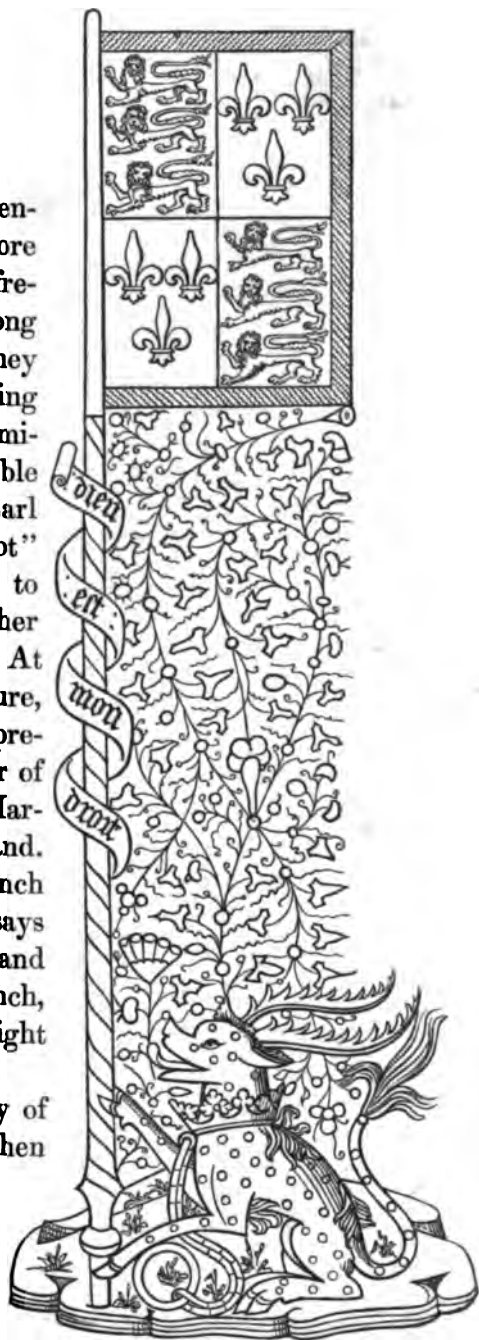 en-
ore
fre-
ong
hey
ing
mi-
ble
arl
ot”
to
her
At
ure,
pre-
r of
ar-
nd.
nch
says
and
nch,
ight
y of
hen
dieu
·est·
mon
droit